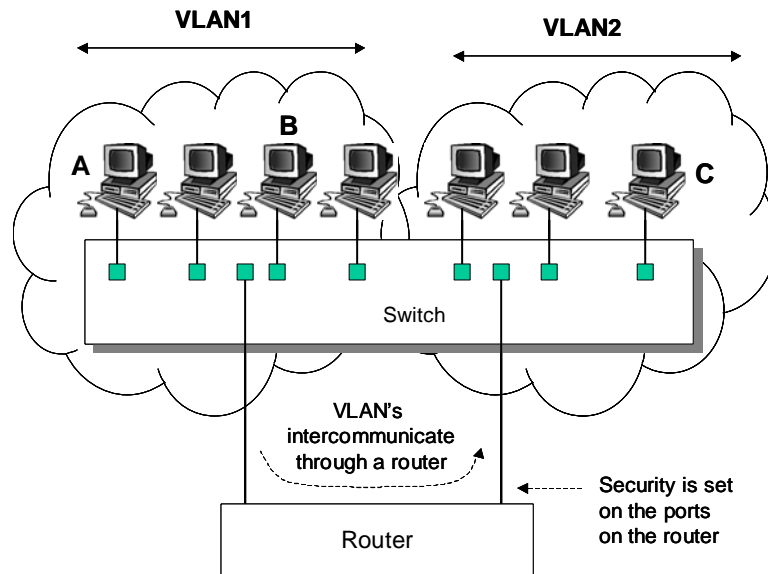 VLAN1
VLAN2
A
B
C
Switch
VLAN's
intercommunicate
through a router
Security is set
on the ports
on the router
Router